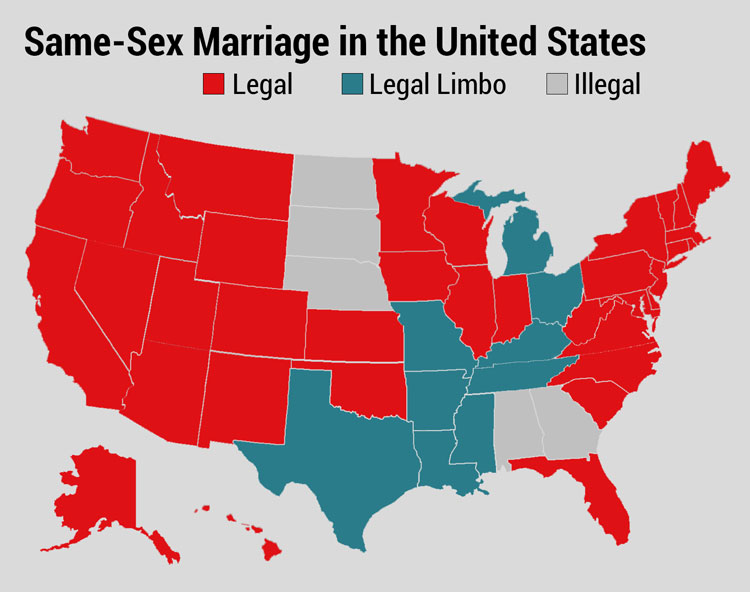 Same-Sex Marriage in the United States
Legal Legal Limbo Illegal